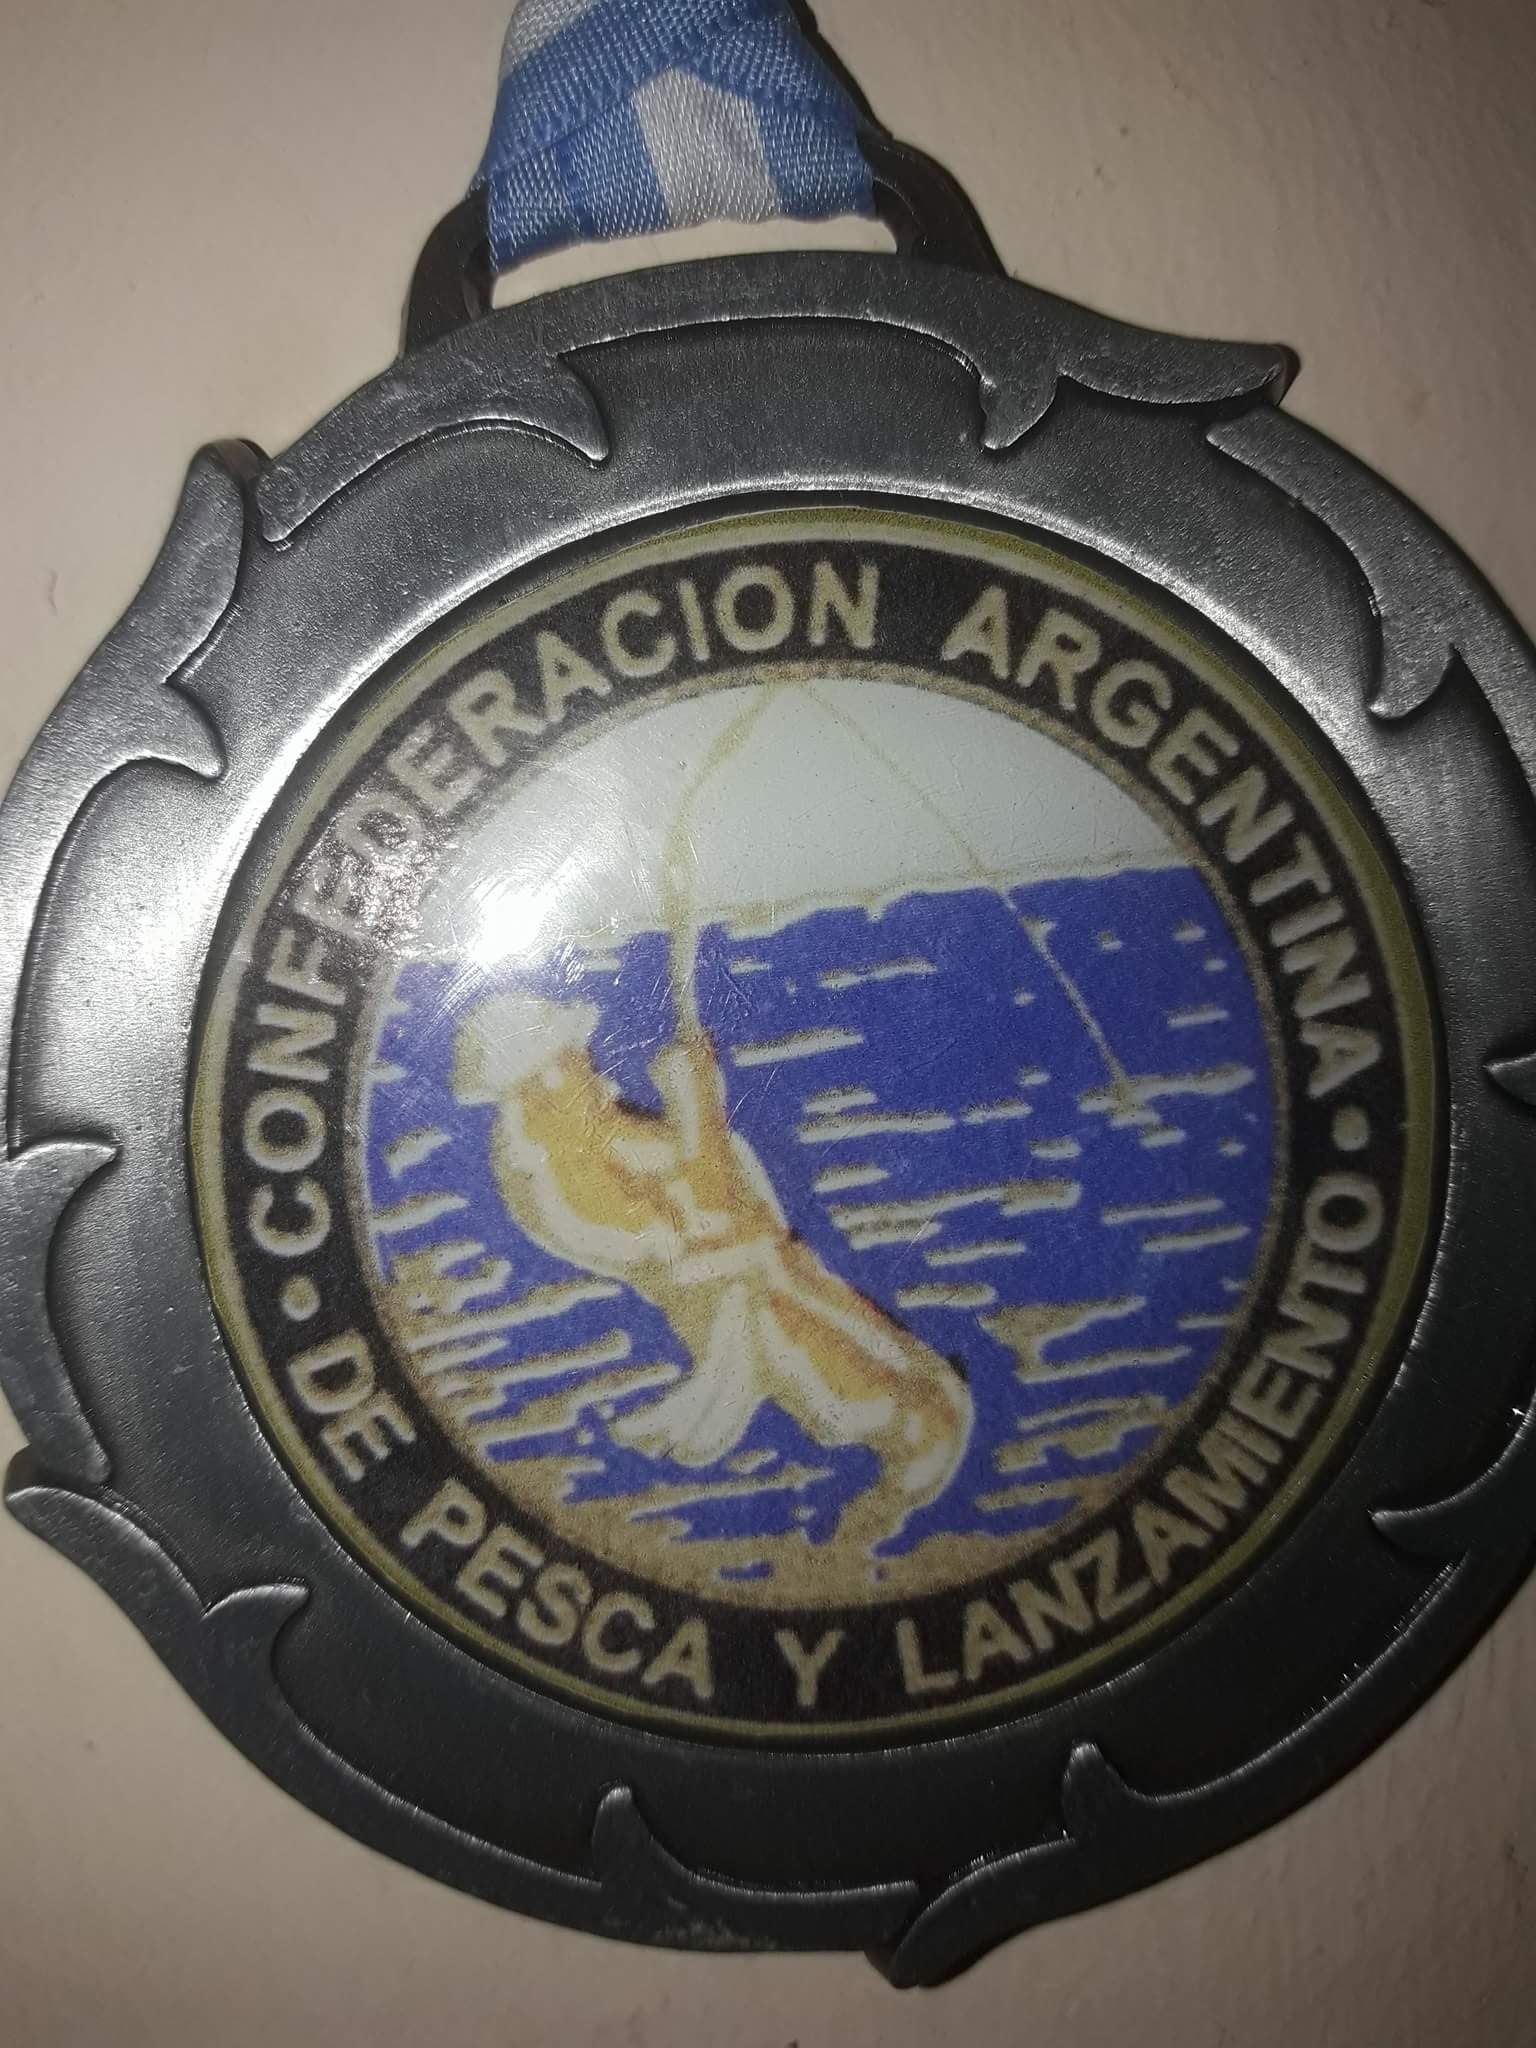 CONFEDERACION ARGENTINA
• DE PESCA Y LANZAMIENTO •